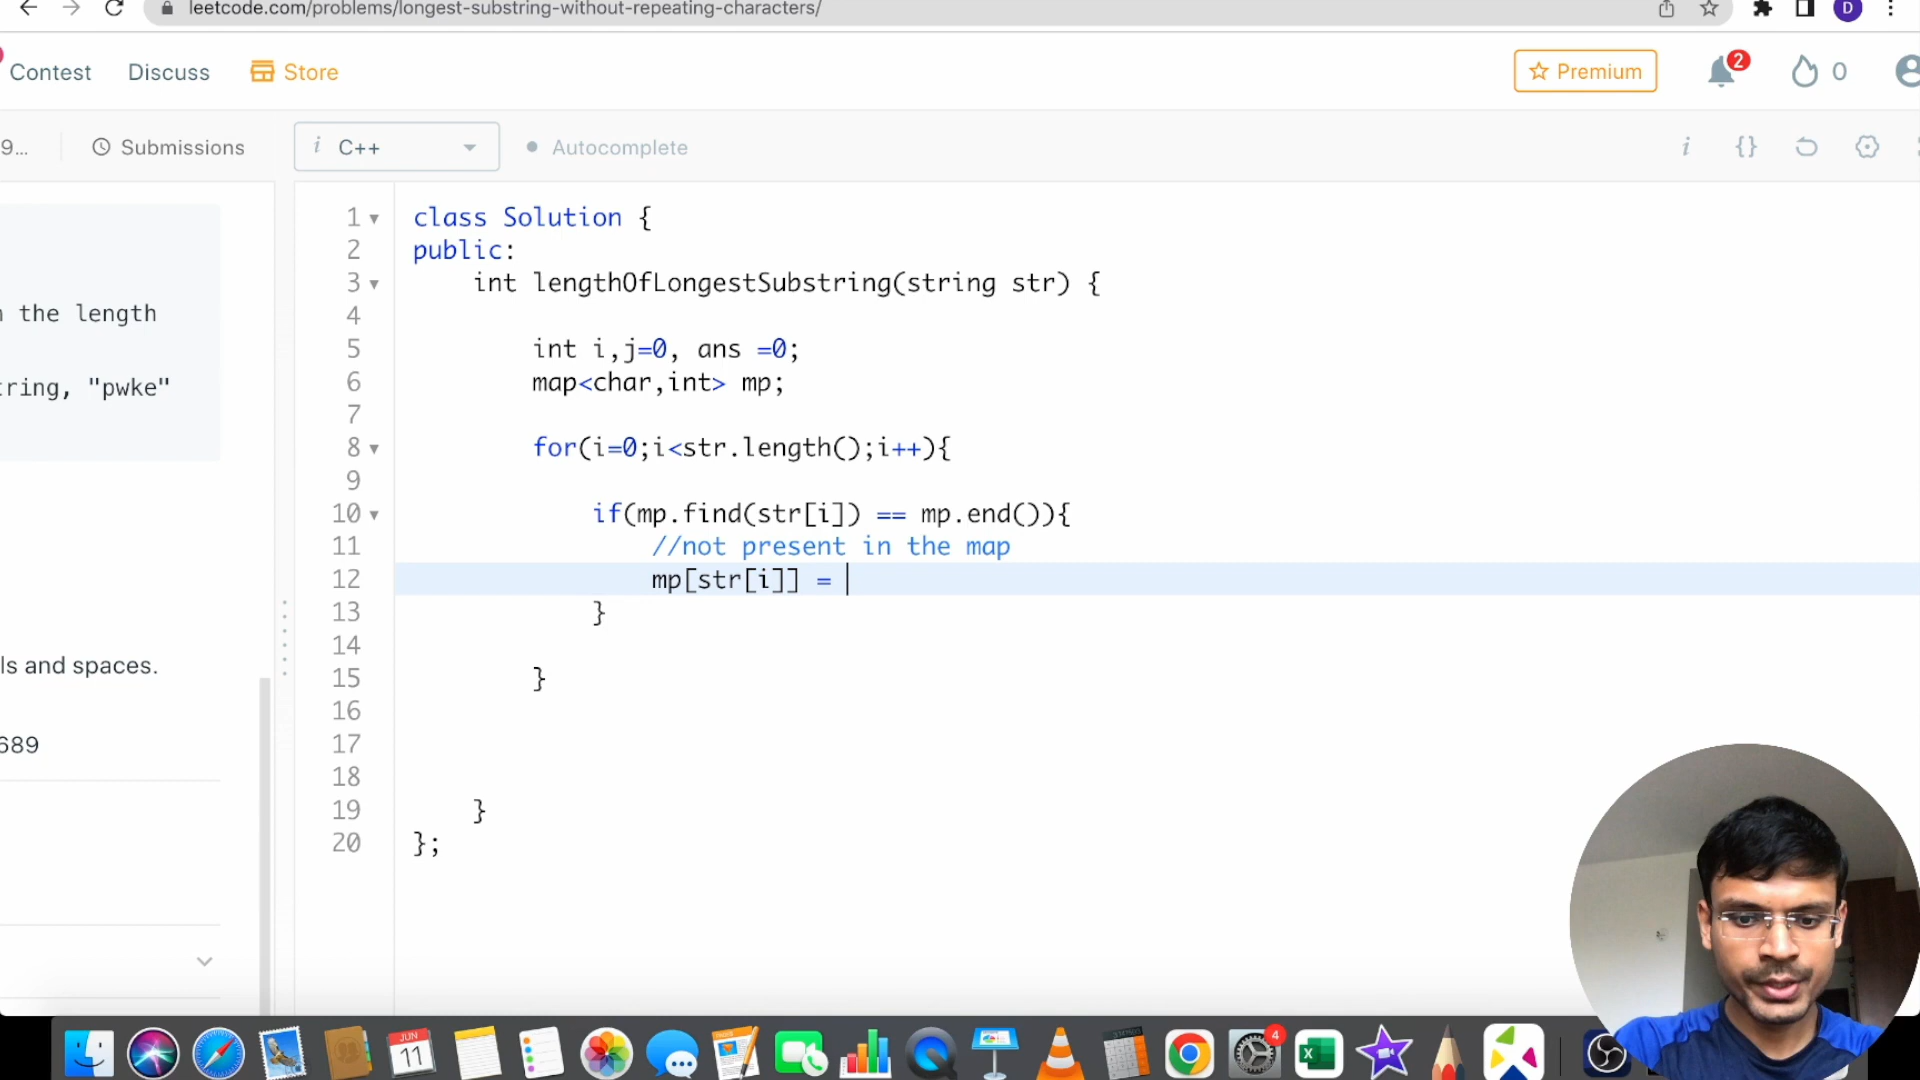 leetcode.com/problems/longest-substring-without-repeating-characters/
D
Contest
Discuss
Store
Premium
2
0
9...
Submissions
i
C++
Autocomplete
i
{}
1 class Solution {
2 public:
3 int lengthOfLongestSubstring(string str) {
4
5 int i,j=0, ans =0;
6 map<char,int> mp;
7
8 for(i=0;i<str.length();i++){
9
10 if(mp.find(str[i]) == mp.end()){
11 //not present in the map
12 mp[str[i]] =
13 }
14
15 }
16
17
18
19 }
20 };
the length
ring, "pwke"
ls and spaces.
689
JUN
11
4
X